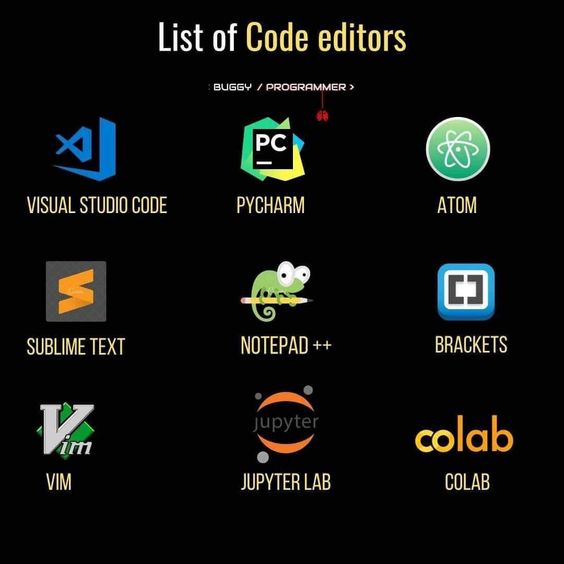 List of Code editors
BUGGY / PROGRAMMER >
PC
VISUAL STUDIO CODE PYCHARM ATOM
SUBLIME TEXT NOTEPAD ++ BRACKETS
Vim jupyter colab
VIM JUPYTER LAB COLAB